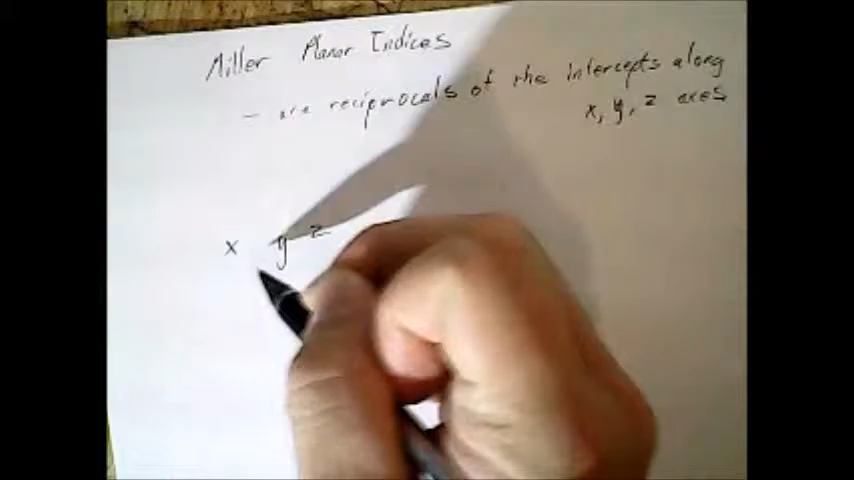 Miller Planar Indices
- are reciprocals of the intercepts along
x, y, z axes
x y z